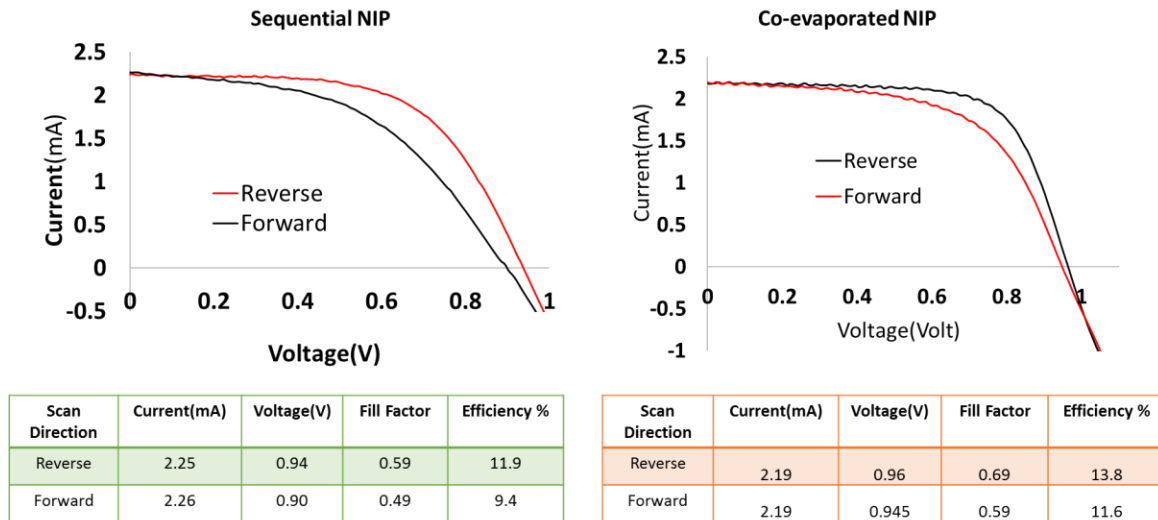 Sequential NIP
2.5
2
1.5
1
0.5
0
-0.5
Current(mA)
Reverse
Forward
0 0.2 0.4 0.6 0.8 1
Voltage(V)
Co-evaporated NIP
2.5
2
1.5
1
0.5
0
-0.5
-1
Current(mA)
Reverse
Forward
0 0.2 0.4 0.6 0.8 1
Voltage(Volt)
Scan Direction Current(mA) Voltage(V) Fill Factor Efficiency %
Reverse 2.25 0.94 0.59 11.9
Forward 2.26 0.90 0.49 9.4
Scan Direction Current(mA) Voltage(V) Fill Factor Efficiency %
Reverse 2.19 0.96 0.69 13.8
Forward 2.19 0.945 0.59 11.6